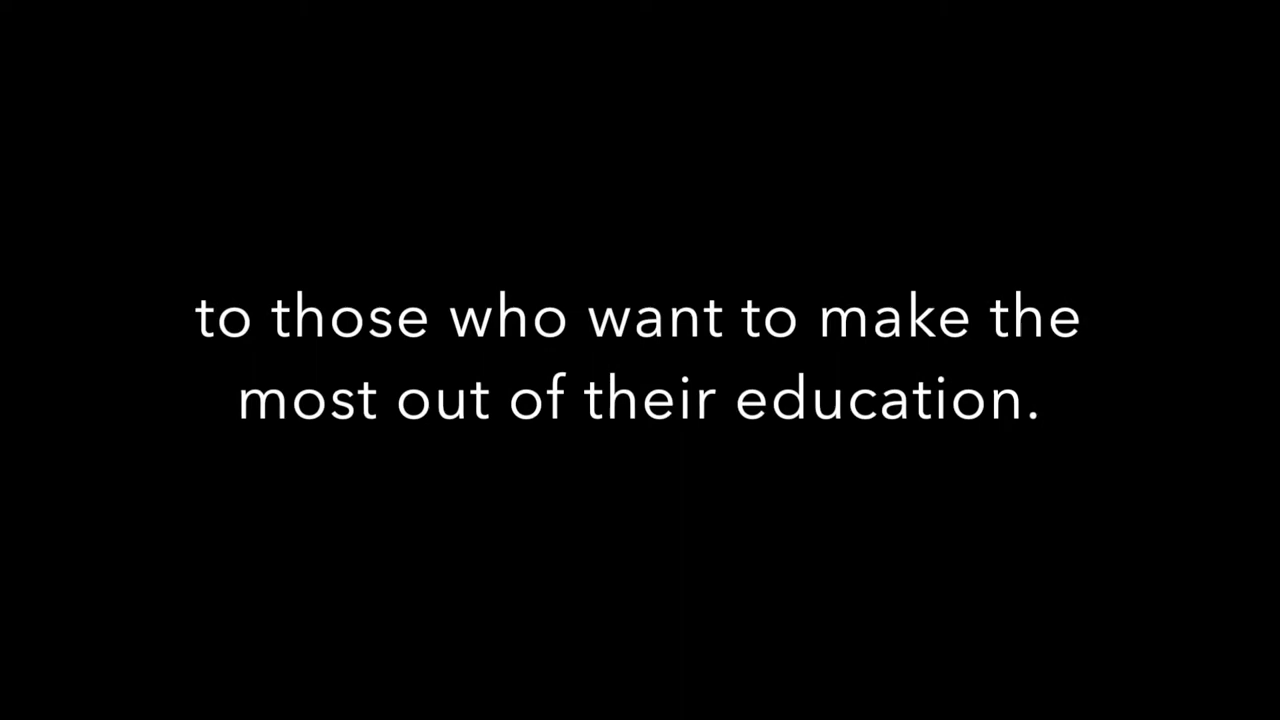 to those who want to make the
most out of their education.